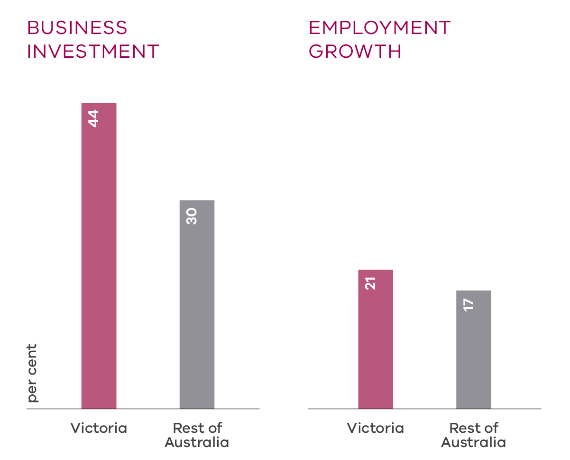 BUSINESS
INVESTMENT
44
30
per cent
Victoria
Rest of
Australia
EMPLOYMENT
GROWTH
21
17
Victoria
Rest of
Australia